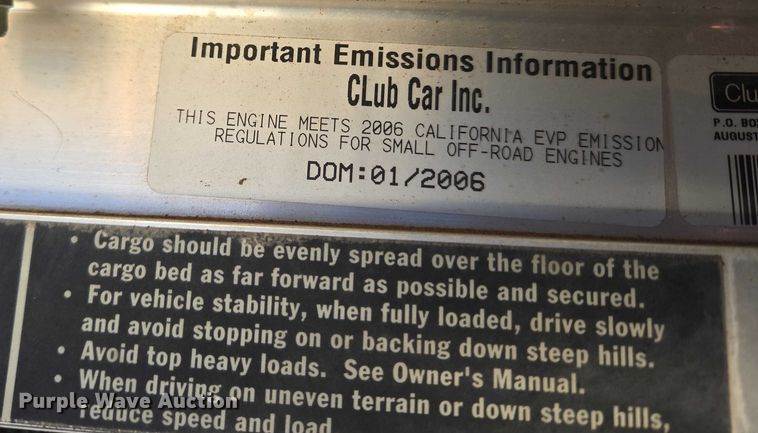 Important Emissions Information
CLub Car Inc.
THIS ENGINE MEETS 2006 CALIFORNIA EVP EMISSION
REGULATIONS FOR SMALL OFF-ROAD ENGINES
DOM:01/2006
Clu
P.O. BO
AUGUST
• Cargo should be evenly spread over the floor of the
cargo bed as far forward as possible and secured.
• For vehicle stability, when fully loaded, drive slowly
and avoid stopping on or backing down steep hills.
• Avoid top heavy loads. See Owner's Manual.
• When driving on uneven terrain or down steep hills,
reduce speed and load
Purple Wave Auction